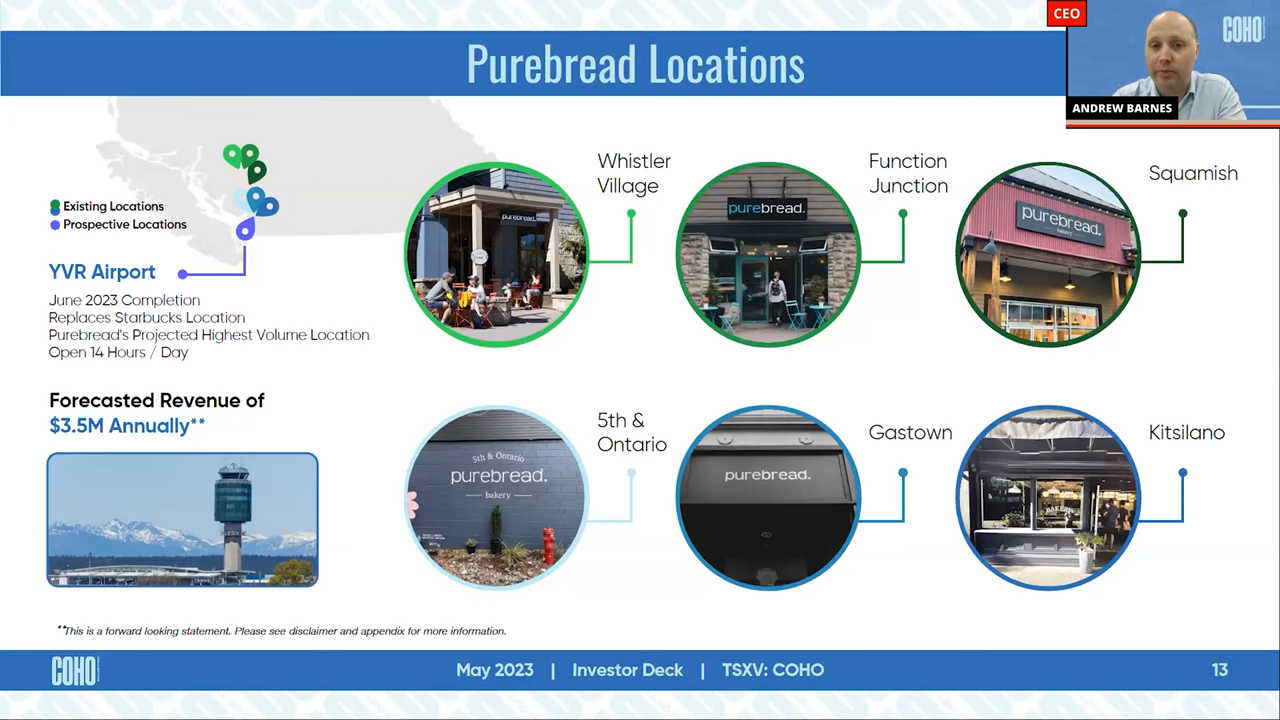 Purebread Locations
CEO
COHO
ANDREW BARNES
Existing Locations
Prospective Locations
YVR Airport
June 2023 Completion
Replaces Starbucks Location
Purebread's Projected Highest Volume Location
Open 14 Hours / Day
Forecasted Revenue of
$3.5M Annually**
Whistler
Village
purebread.
Function
Junction
purebread.
Squamish
purebread.
bakery
5th &
Ontario
5th & Ontario
purebread.
bakery
Gastown
purebread.
Kitsilano
BAKERY
**This is a forward looking statement. Please see disclaimer and appendix for more information.
COHO
May 2023 | Investor Deck | TSXV: COHO
13